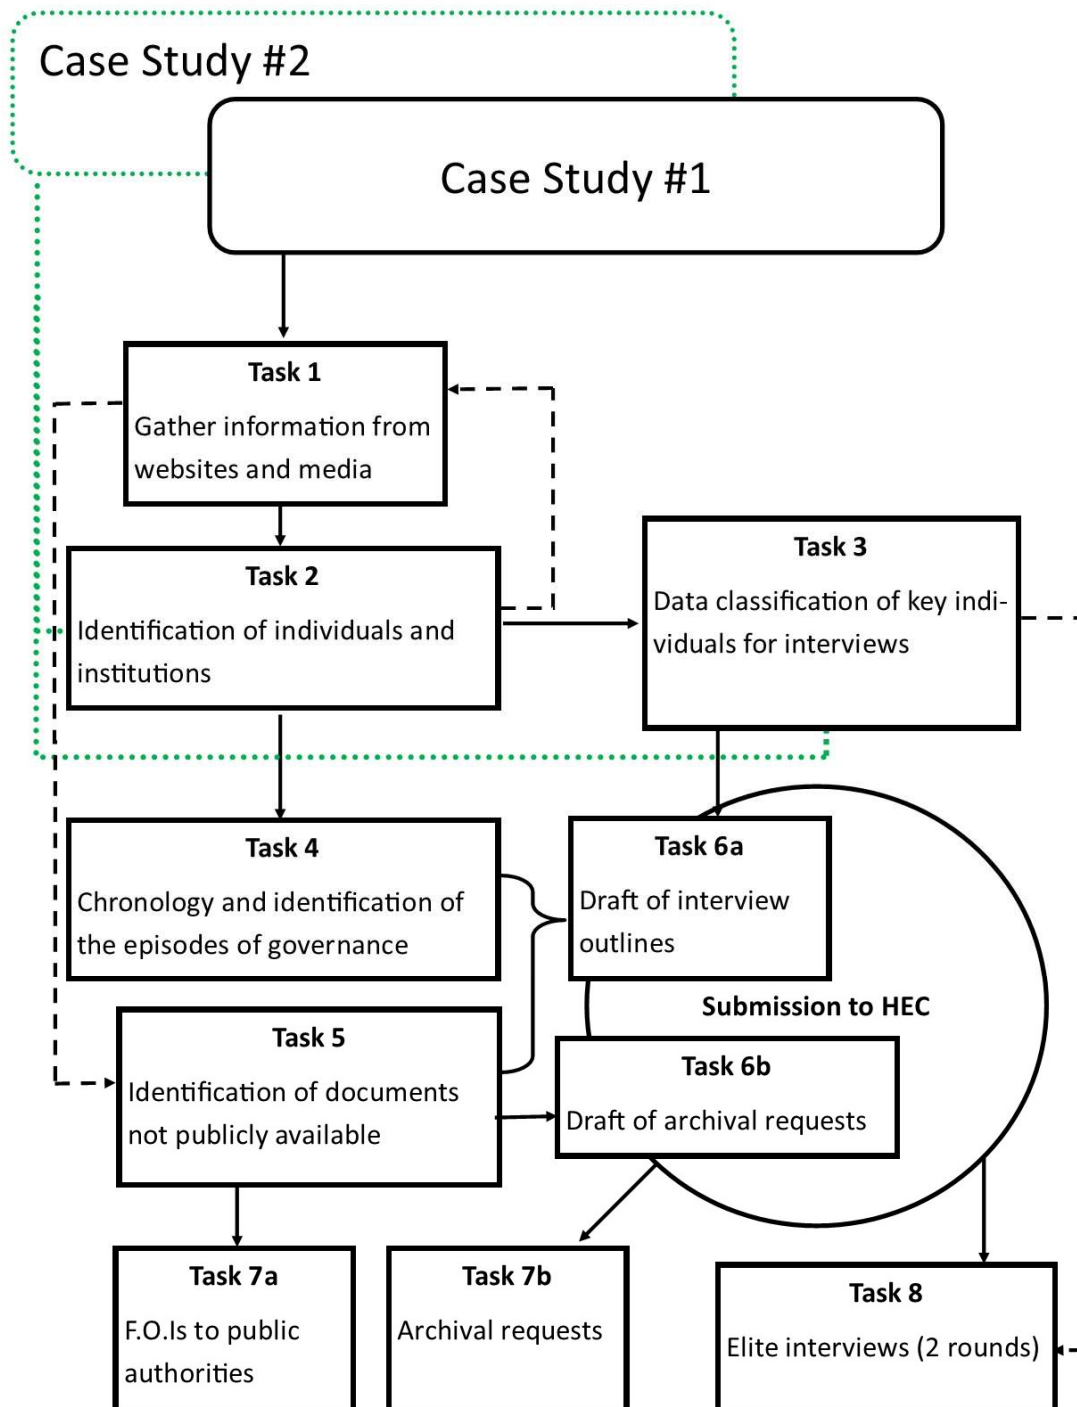 Case Study #2
Case Study #1
Task 1
Gather information from
websites and media
Task 2
Identification of individuals and
institutions
Task 3
Data classification of key indi-
viduals for interviews
Task 4
Chronology and identification of
the episodes of governance
Task 5
Identification of documents
not publicly available
Task 6a
Draft of interview
outlines
Submission to HEC
Task 6b
Draft of archival requests
Task 7a
F.O.Is to public
authorities
Task 7b
Archival requests
Task 8
Elite interviews (2 rounds)